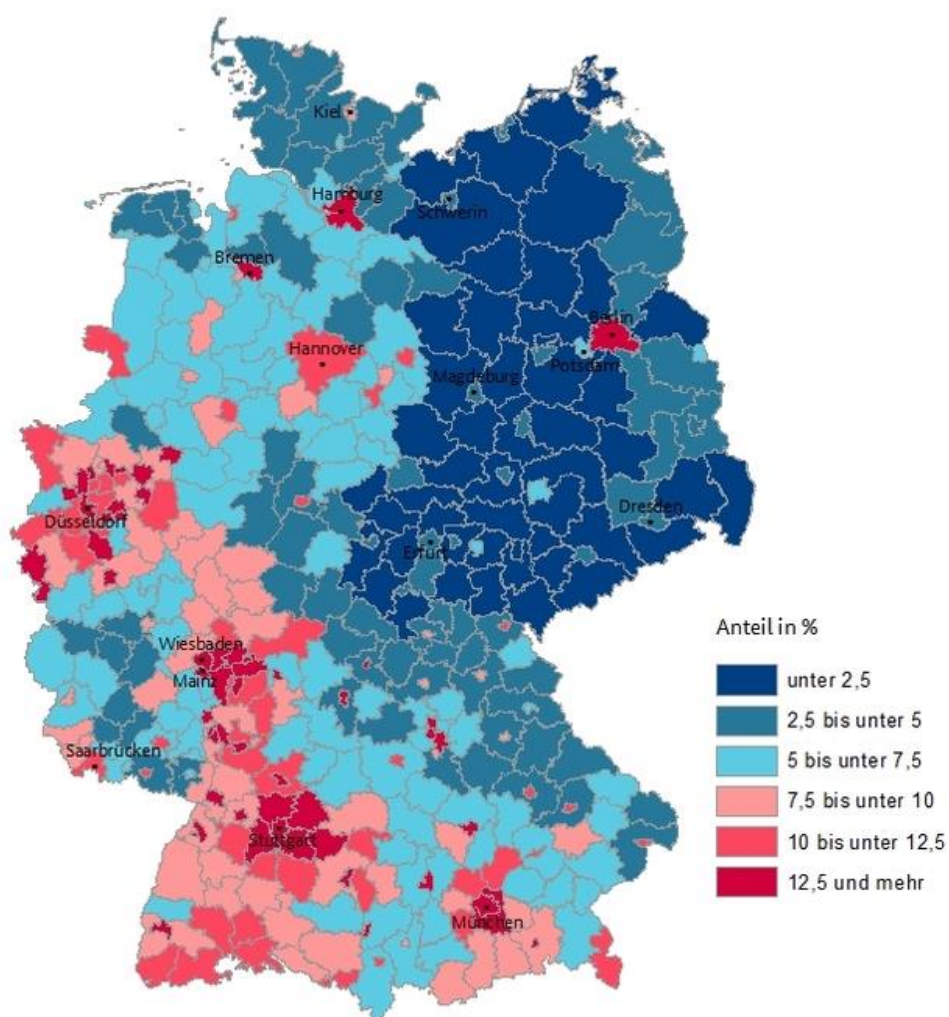 Kiel
Hamburg
Schwerin
Bremen
Berlin
Hannover
Potsdam
Magdeburg
Düsseldorf
Dresden
Erfurt
Wiesbaden
Mainz
Saarbrücken
Stuttgart
München
Anteil in %
unter 2,5
2,5 bis unter 5
5 bis unter 7,5
7,5 bis unter 10
10 bis unter 12,5
12,5 und mehr